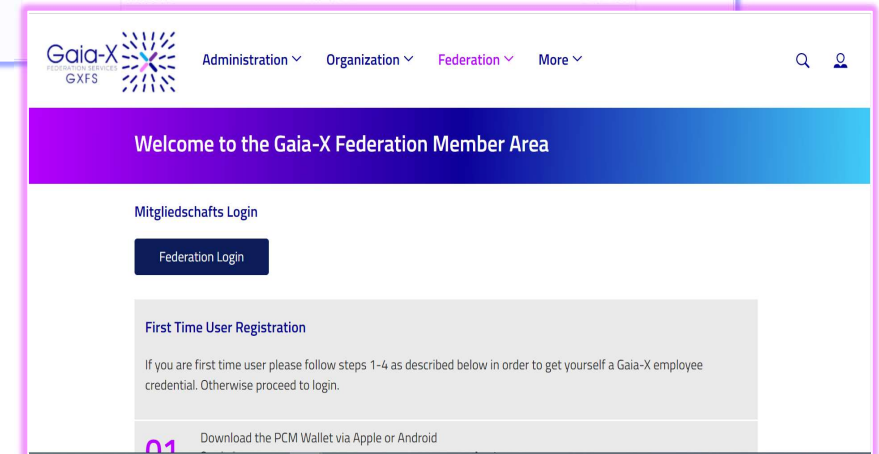 Gaia-X
FEDERATION SERVICES
GXFS
Administration
Organization
Federation
More
Welcome to the Gaia-X Federation Member Area
Mitgliedschafts Login
Federation Login
First Time User Registration
If you are first time user please follow steps 1-4 as described below in order to get yourself a Gaia-X employee
credential. Otherwise proceed to login.
01
Download the PCM Wallet via Apple or Android